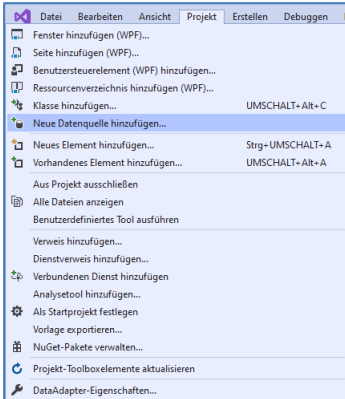 Datei Bearbeiten Ansicht Projekt Erstellen Debuggen
Fenster hinzufügen (WPF)...
Seite hinzufügen (WPF)...
Benutzersteuerelement (WPF) hinzufügen...
Ressourcenverzeichnis hinzufügen (WPF)...
Klasse hinzufügen... UMSCHALT+Alt+C
Neue Datenquelle hinzufügen...
Neues Element hinzufügen... Strg+UMSCHALT+A
Vorhandenes Element hinzufügen... UMSCHALT+Alt+A
Aus Projekt ausschließen
Alle Dateien anzeigen
Benutzerdefiniertes Tool ausführen
Verweis hinzufügen...
Dienstverweis hinzufügen...
Verbundenen Dienst hinzufügen
Analysetool hinzufügen...
Als Startprojekt festlegen
Vorlage exportieren...
NuGet-Pakete verwalten...
Projekt-Toolboxelemente aktualisieren
DataAdapter-Eigenschaften...